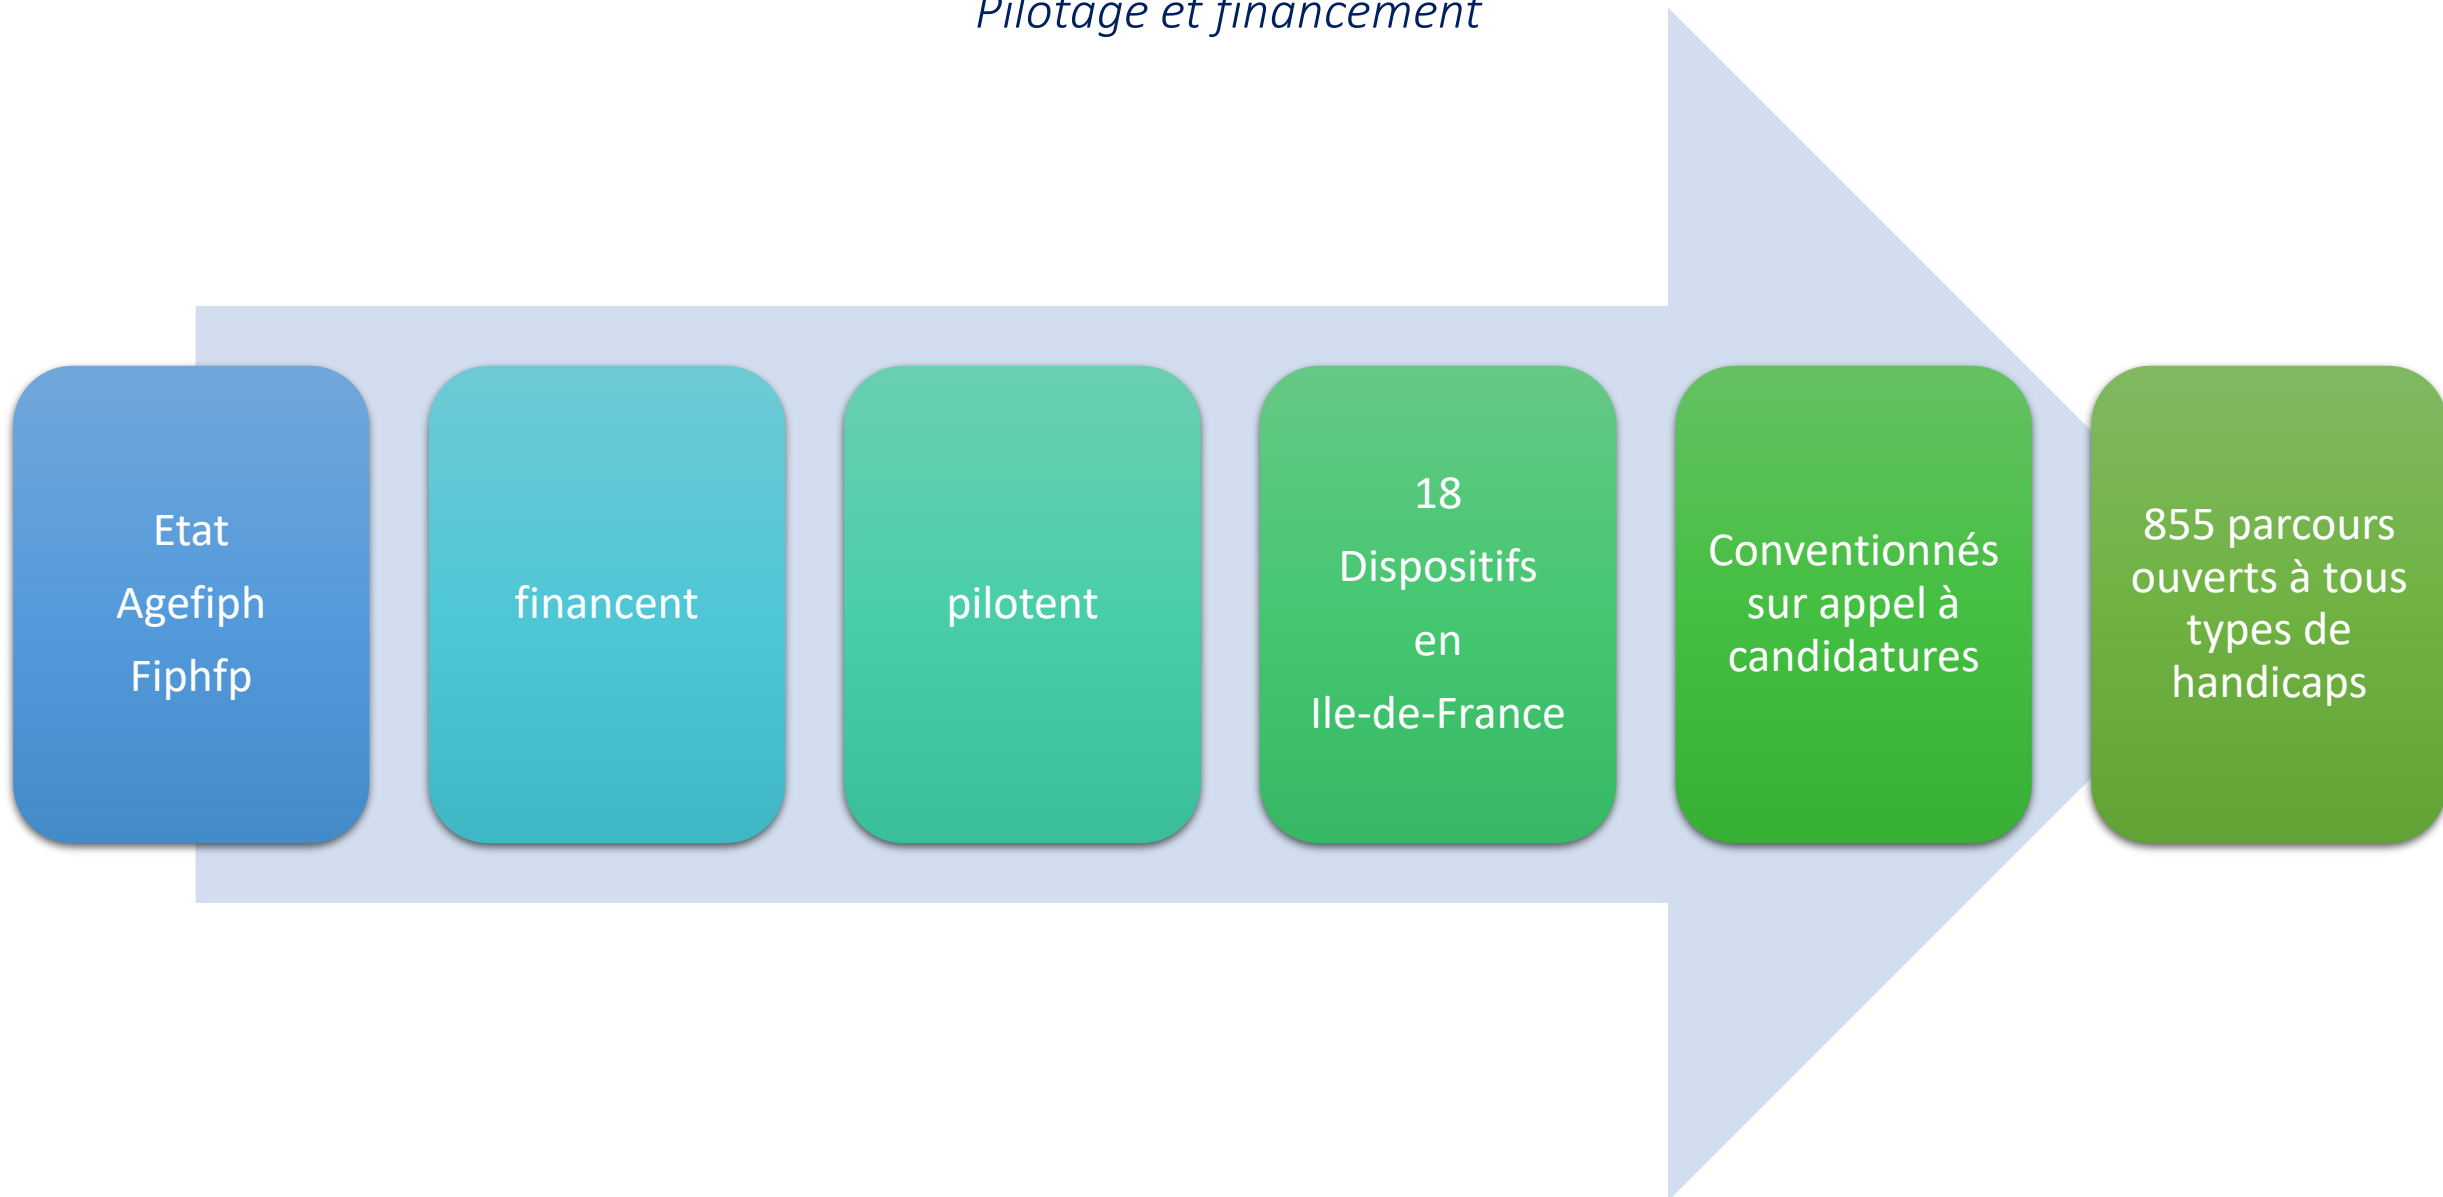 Pilotage et financement
Etat
Agefiph
Fiphfp
financent
pilotent
18
Dispositifs
en
Ile-de-France
Conventionnés
sur appel à
candidatures
855 parcours
ouverts à tous
types de
handicaps